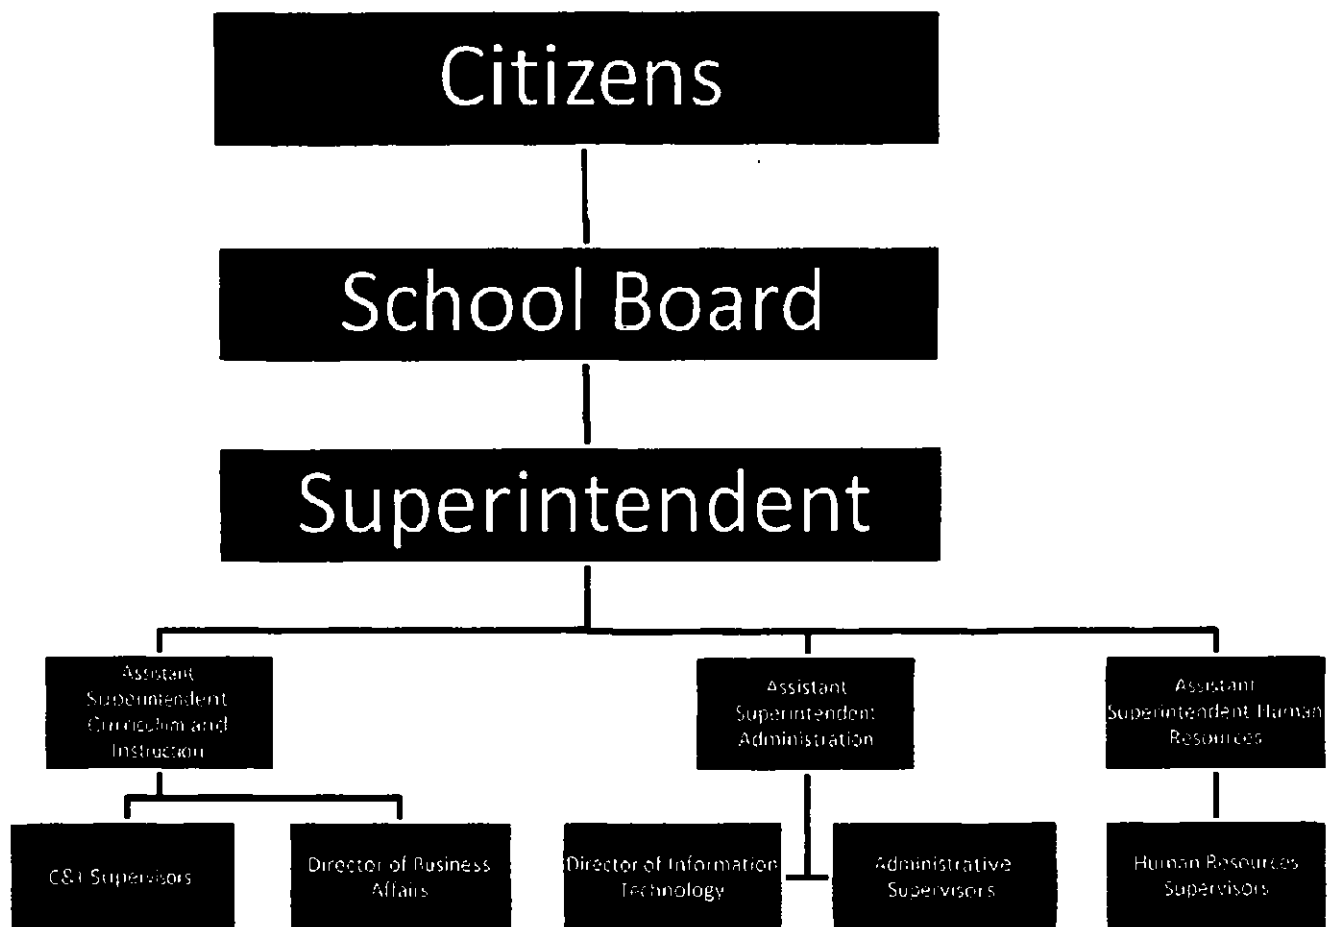 Citizens
School Board
Superintendent
Assistant
Superintendent
Curriculum and
Instruction
Assistant
Superintendent
Administration
Assistant
Superintendent Human
Resources
C&I Supervisors
Director of Business
Affairs
Director of Information
Technology
Administrative
Supervisors
Human Resources
Supervisors